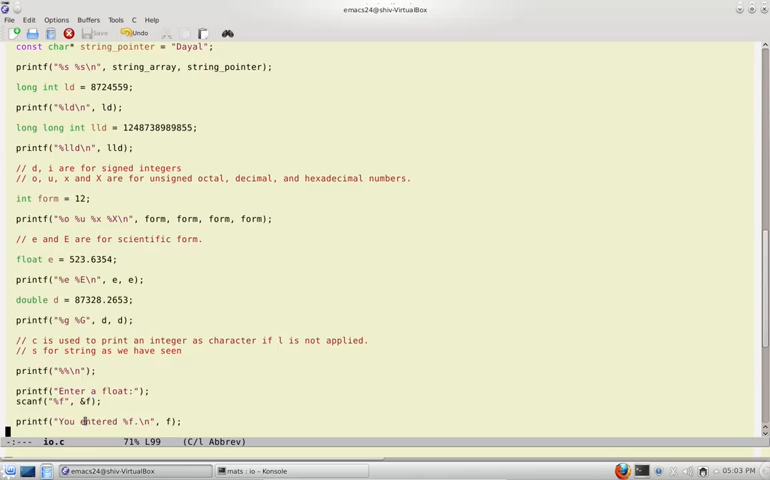 emacs24@shiv-VirtualBox
File Edit Options Buffers Tools C Help
Save Undo
const char* string_pointer = "Dayal";
printf("%s %s\n", string_array, string_pointer);
long int ld = 8724559;
printf("%ld\n", ld);
long long int lld = 1248738989855;
printf("%lld\n", lld);
// d, i are for signed integers
// o, u, x and X are for unsigned octal, decimal, and hexadecimal numbers.
int form = 12;
printf("%o %u %x %X\n", form, form, form, form);
// e and E are for scientific form.
float e = 523.6354;
printf("%e %E\n", e, e);
double d = 87328.2653;
printf("%g %G", d, d);
// c is used to print an integer as character if l is not applied.
// s for string as we have seen
printf("%%\n");
printf("Enter a float:");
scanf("%f", &f);
printf("You entered %f.\n", f);
-:--- io.c 71% L99 (C/l Abbrev)
emacs24@shiv-VirtualBox
mats : io – Konsole
05:03 PM